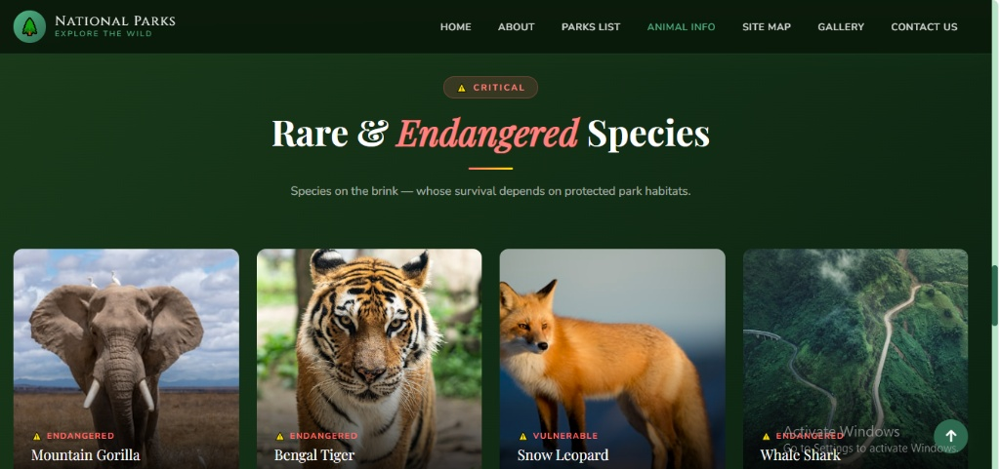 National Parks
EXPLORE THE WILD
HOME ABOUT PARKS LIST ANIMAL INFO SITE MAP GALLERY CONTACT US
CRITICAL
Rare & Endangered Species
Species on the brink — whose survival depends on protected park habitats.
ENDANGERED
Mountain Gorilla
ENDANGERED
Bengal Tiger
VULNERABLE
Snow Leopard
ENDANGERED
Whale Shark
Activate Windows
Go to Settings to activate Windows.